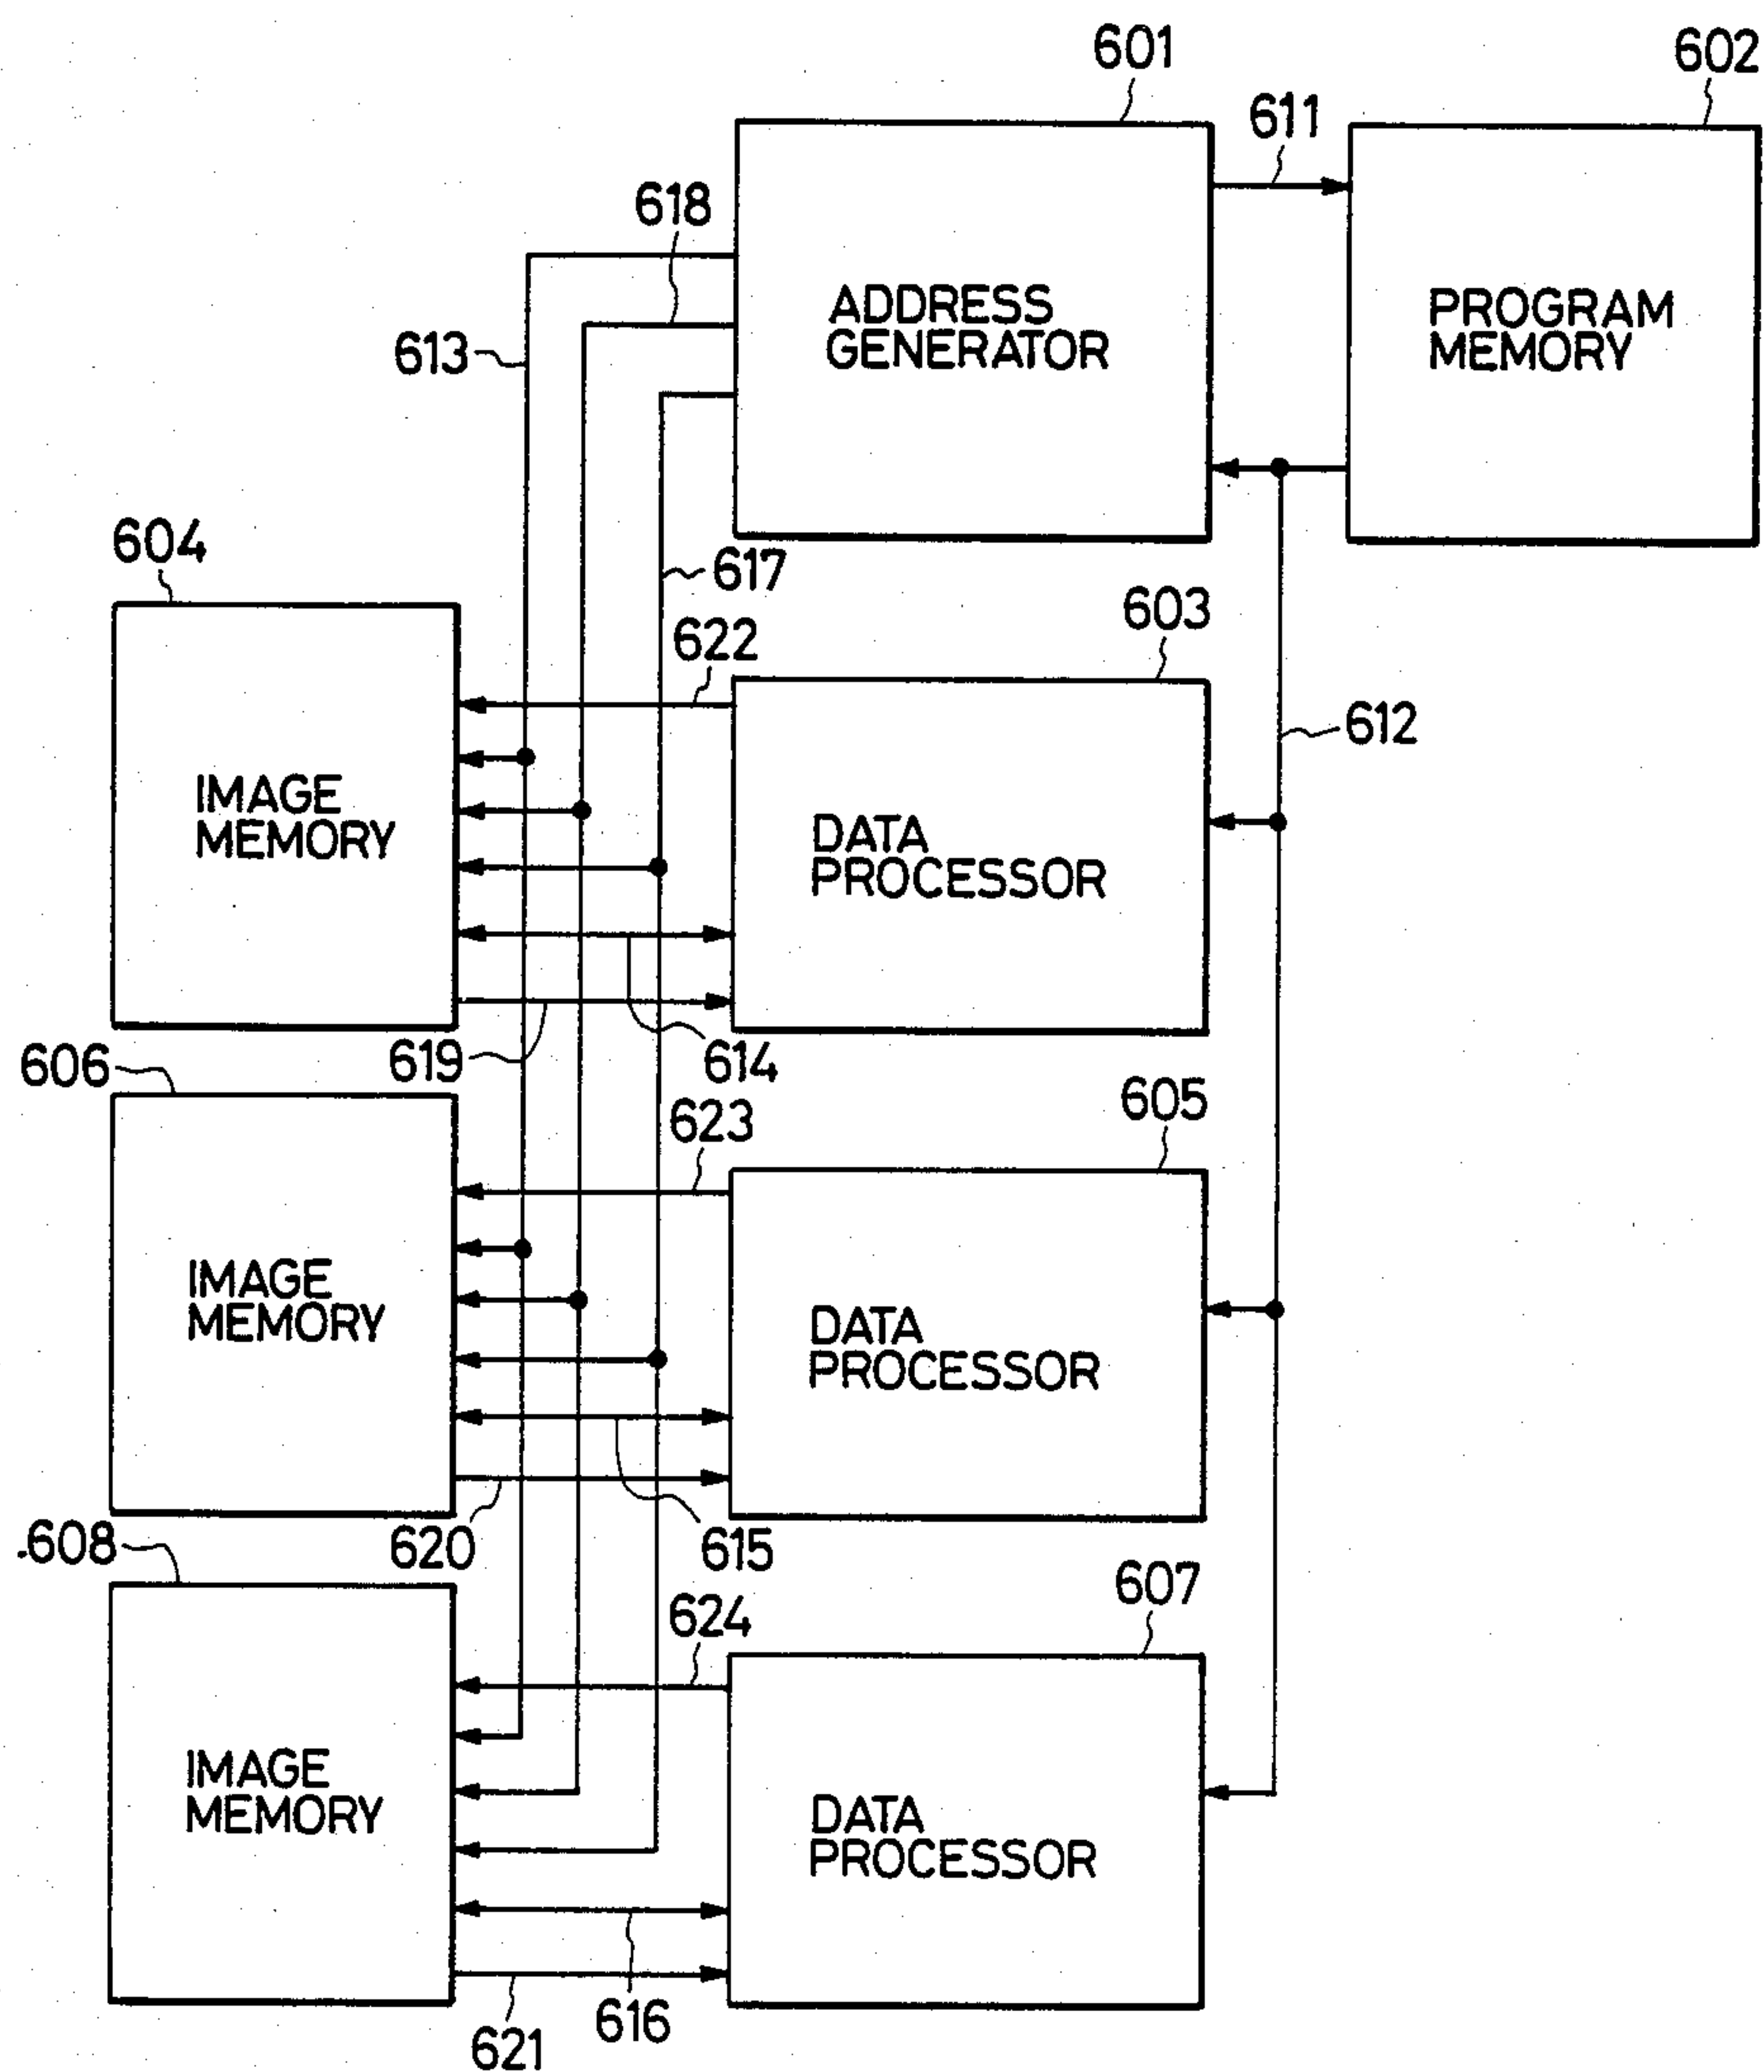 601
602
611
618
ADDRESS
GENERATOR
PROGRAM
MEMORY
613
604
617
603
622
612
IMAGE
MEMORY
DATA
PROCESSOR
619
614
606
605
623
IMAGE
MEMORY
DATA
PROCESSOR
620
615
608
607
624
IMAGE
MEMORY
DATA
PROCESSOR
616
621